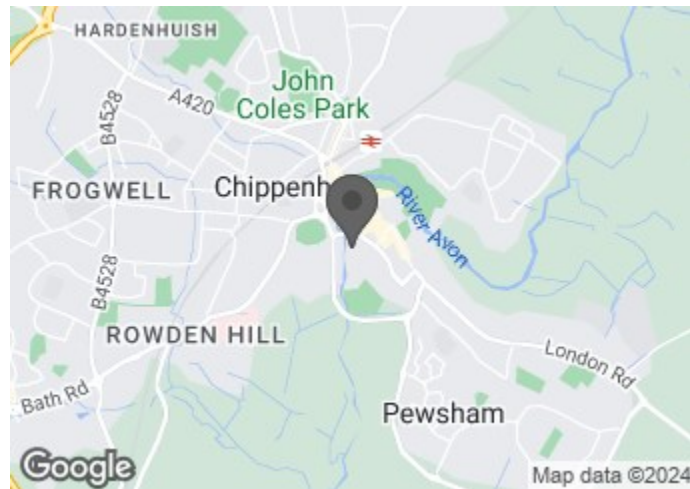 HARDENHUISH
John
Coles Park
A420
B4528
FROGWELL
Chippenh
River Avon
B4528
ROWDEN HILL
London Rd
Bath Rd
Pewsham
Google
Map data ©2024